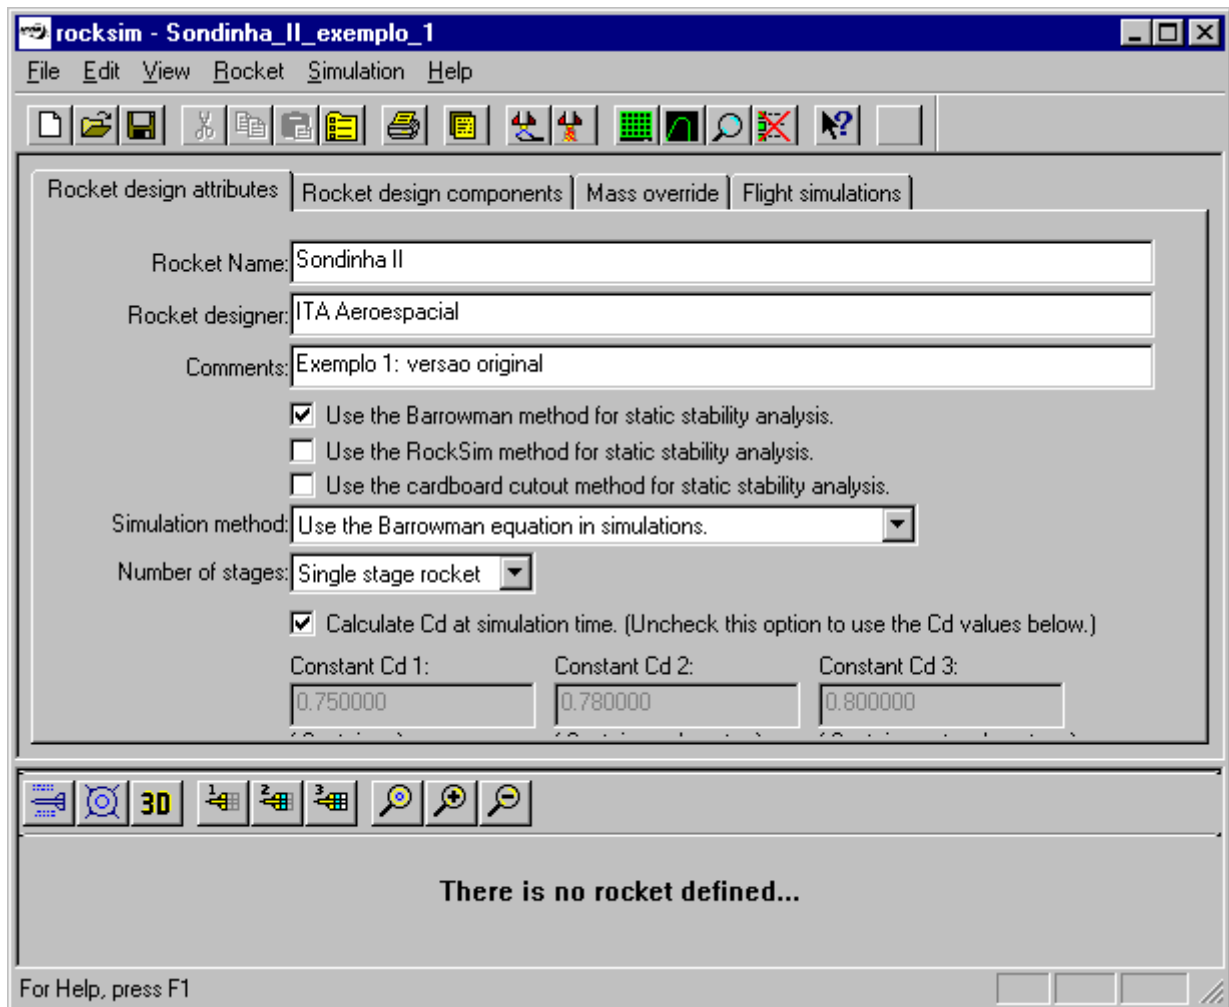 rocksim - Sondinha_II_exemplo_1
File Edit View Rocket Simulation Help
Rocket design attributes Rocket design components Mass override Flight simulations
Rocket Name: Sondinha II
Rocket designer: ITA Aeroespacial
Comments: Exemplo 1: versao original
Use the Barrowman method for static stability analysis.
Use the RockSim method for static stability analysis.
Use the cardboard cutout method for static stability analysis.
Simulation method: Use the Barrowman equation in simulations.
Number of stages: Single stage rocket
Calculate Cd at simulation time. (Uncheck this option to use the Cd values below.)
Constant Cd 1: Constant Cd 2: Constant Cd 3:
0.750000 0.780000 0.800000
3D 1 2 3
There is no rocket defined...
For Help, press F1